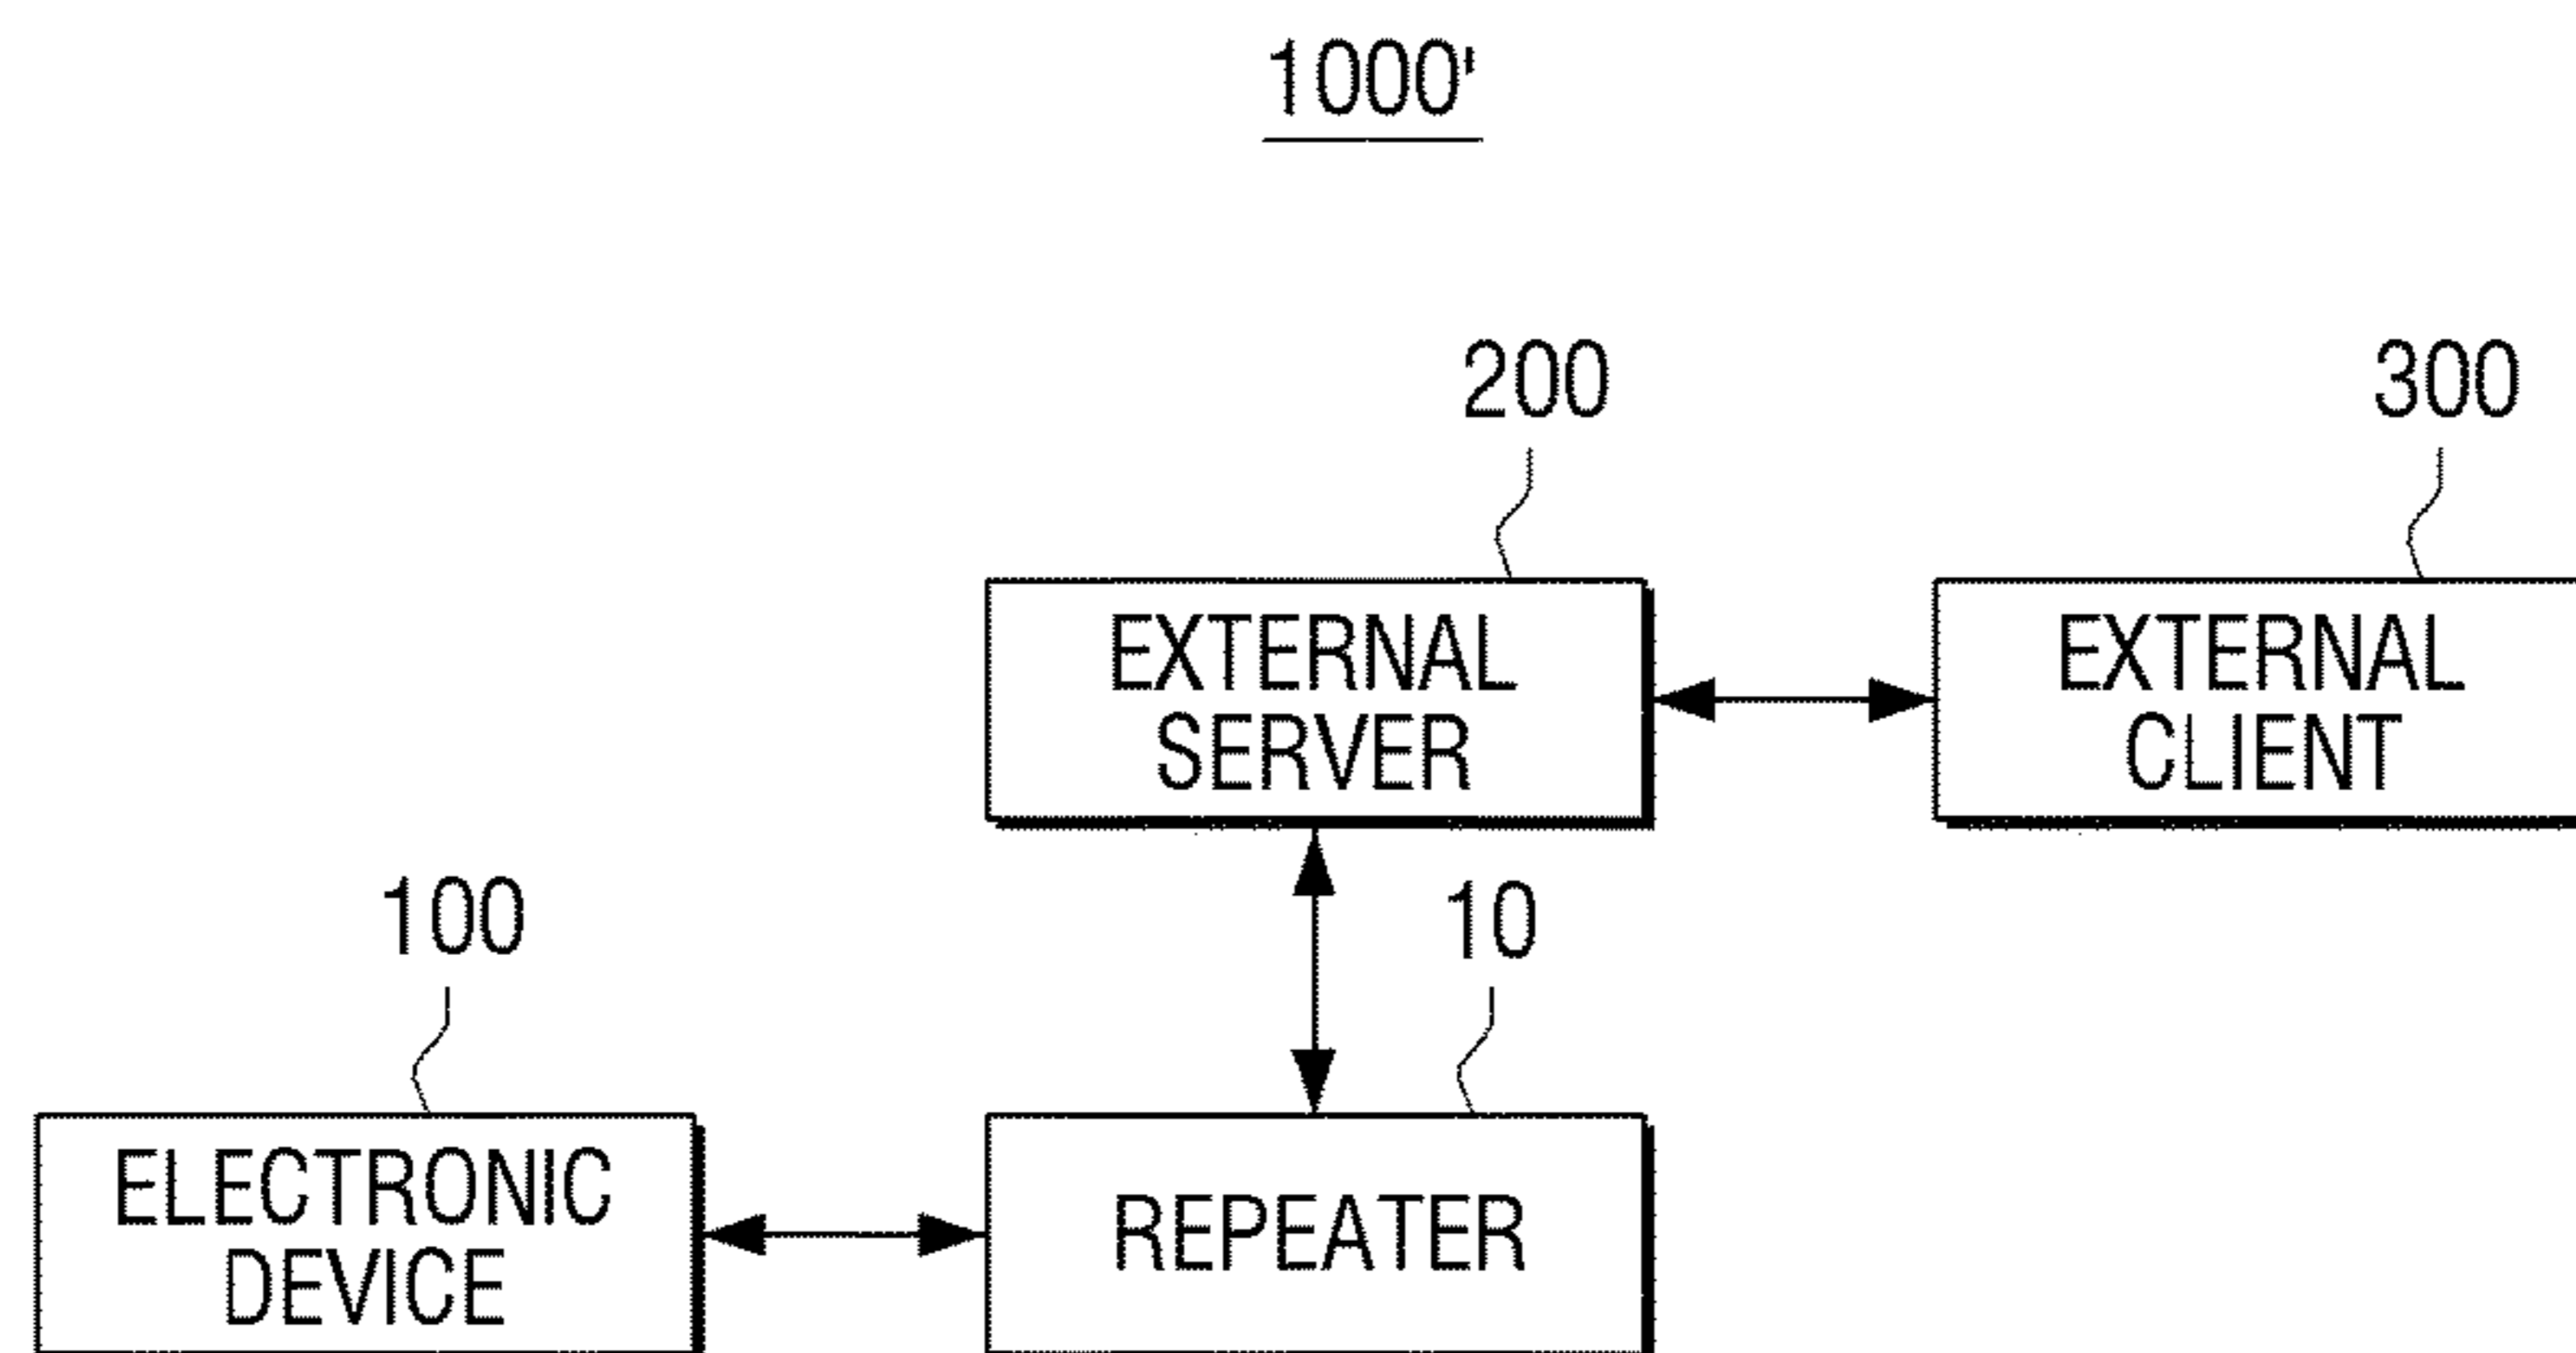 1000'
200
300
EXTERNAL
SERVER
EXTERNAL
CLIENT
100
10
ELECTRONIC
DEVICE
REPEATER